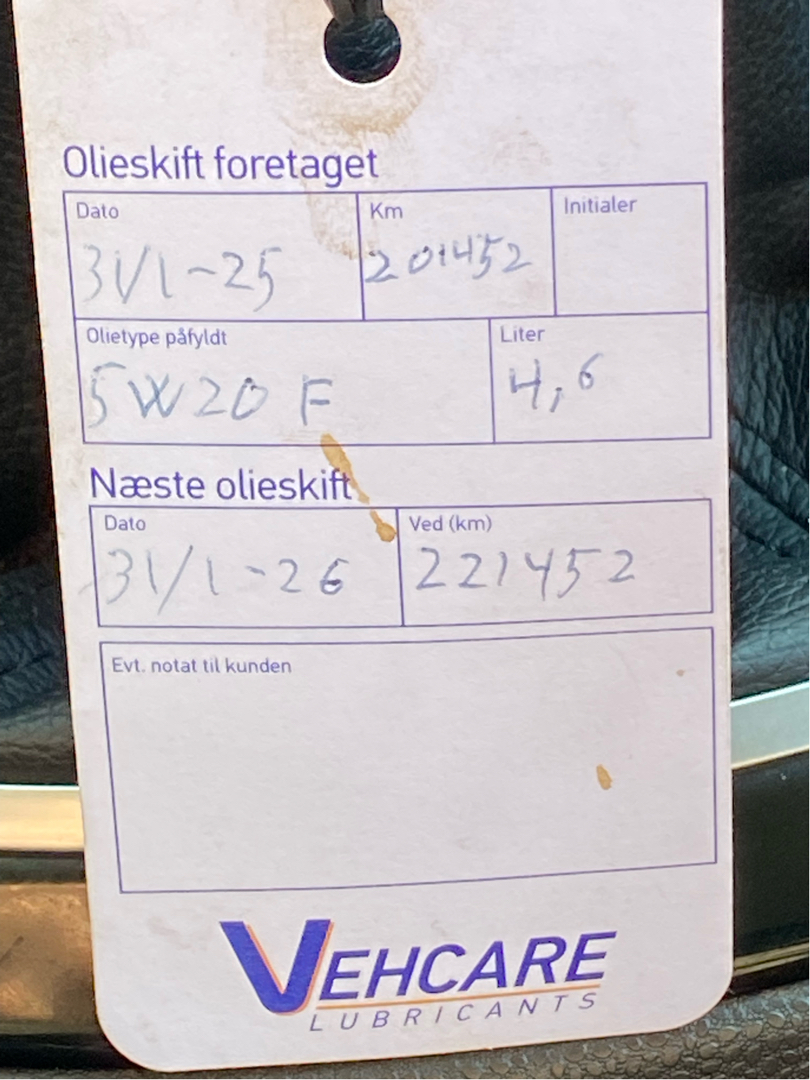 Olieskift foretaget
Dato Km Initialer
31/1-25 201452
Olietype påfyldt Liter
5W20 F 4,6
Næste olieskift
Dato Ved (km)
31/1-26 221452
Evt. notat til kunden
VEHCARE
LUBRICANTS